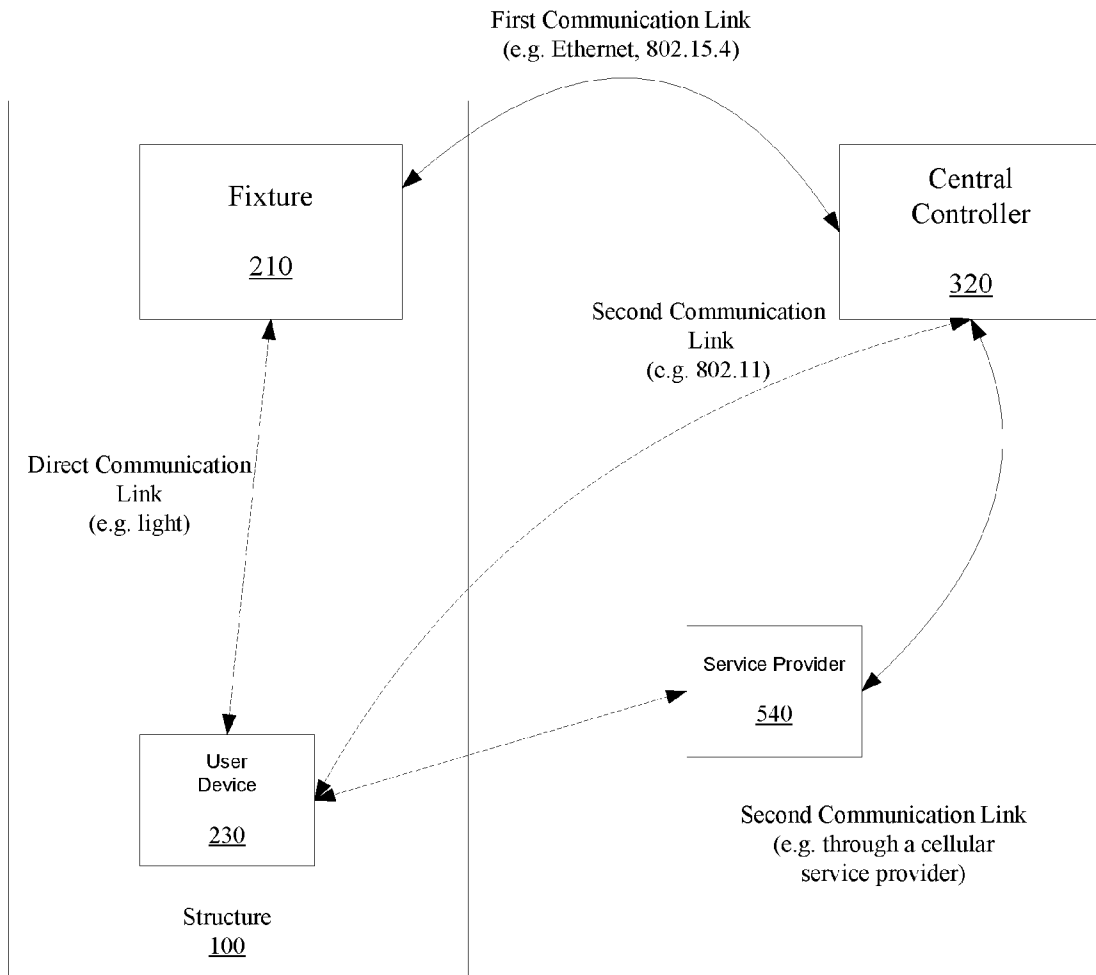 First Communication Link
(e.g. Ethernet, 802.15.4)
Fixture
210
Central
Controller
320
Second Communication
Link
(e.g. 802.11)
Direct Communication
Link
(e.g. light)
Service Provider
540
User
Device
230
Second Communication Link
(e.g. through a cellular
service provider)
Structure
100